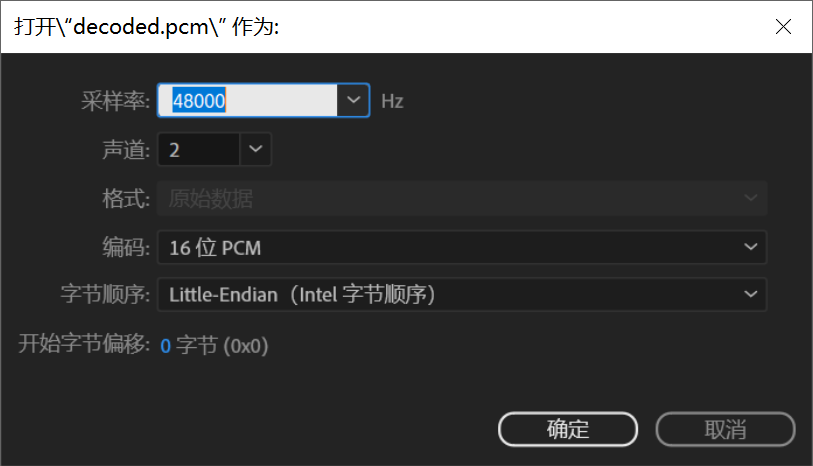 打开\"decoded.pcm\" 作为:
采样率: 48000 Hz
声道: 2
格式: 原始数据
编码: 16 位 PCM
字节顺序: Little-Endian（Intel 字节顺序）
开始字节偏移: 0 字节 (0x0)
确定 取消